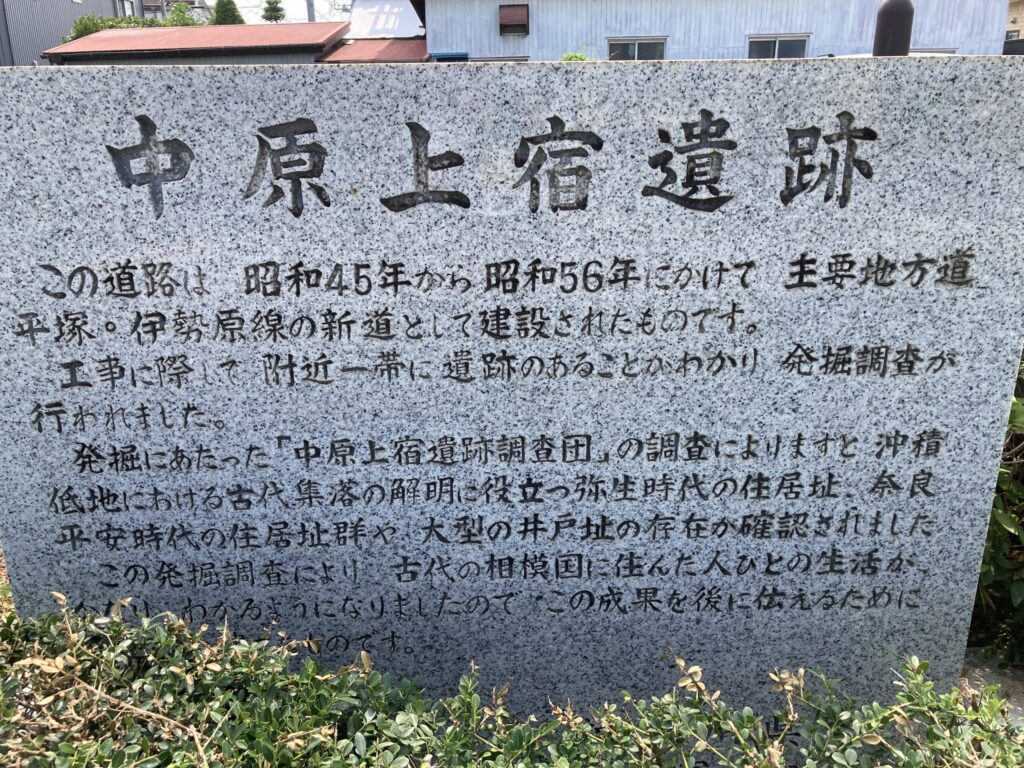 中原上宿遺跡
この道路は 昭和45年から昭和56年にかけて 主要地方道
平塚・伊勢原線の新道として建設されたものです。
工事に際して 附近一帯に遺跡のあることがわかり 発掘調査が
行われました。
発掘にあたった「中原上宿遺跡調査団」の調査によりますと 沖積
低地における古代集落の解明に役立つ弥生時代の住居址、奈良
平安時代の住居址群や 大型の井戸址の存在が確認されました
この発掘調査により 古代の相模国に住んだ人びとの生活が、
わかるようになりましたので この成果を後に伝えるために
のです。